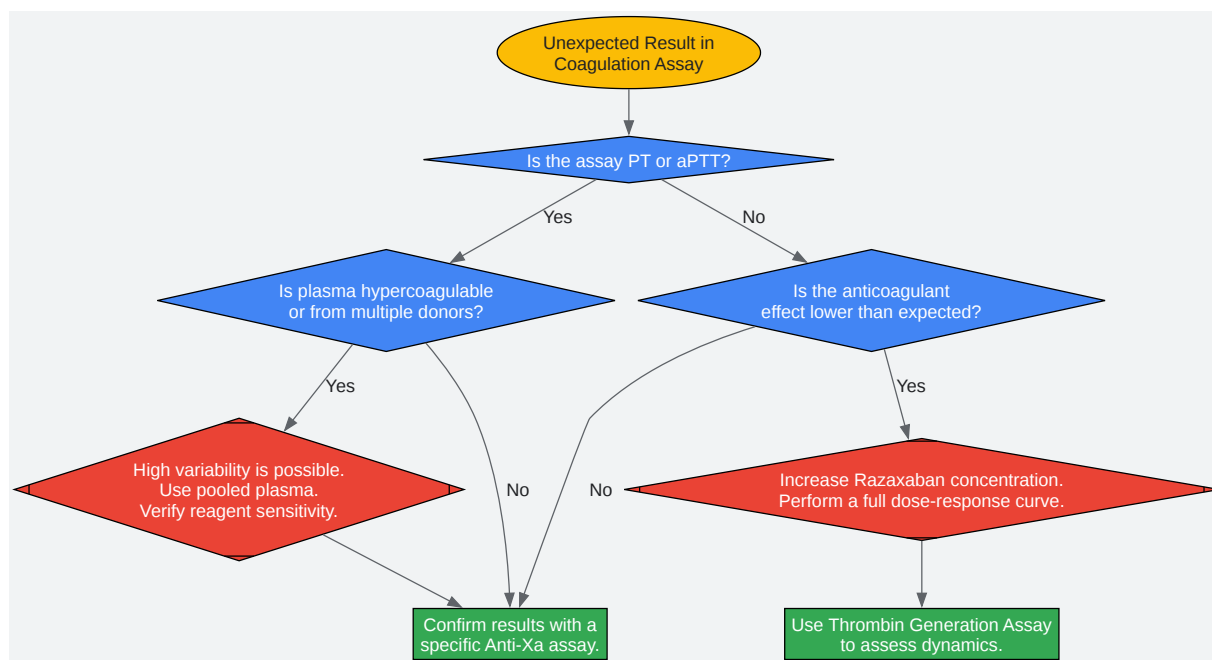 Unexpected Result in
Coagulation Assay
Is the assay PT or aPTT?
Yes
No
Is plasma hypercoagulable
or from multiple donors?
Is the anticoagulant
effect lower than expected?
Yes
Yes
High variability is possible.
Use pooled plasma.
Verify reagent sensitivity.
No
No
Increase Razaxaban concentration.
Perform a full dose-response curve.
Confirm results with a
specific Anti-Xa assay.
Use Thrombin Generation Assay
to assess dynamics.